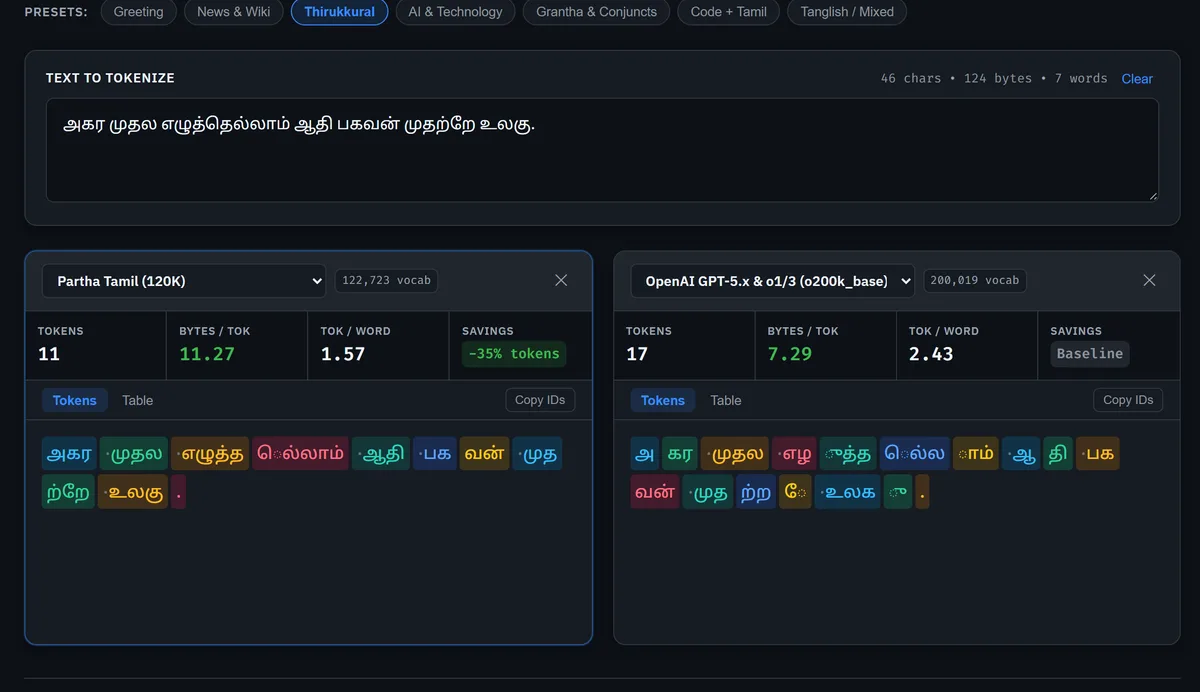 PRESETS: Greeting News & Wiki Thirukkural AI & Technology Grantha & Conjuncts Code + Tamil Tanglish / Mixed
TEXT TO TOKENIZE 46 chars • 124 bytes • 7 words Clear
அகர முதல எழுத்தெல்லாம் ஆதி பகவன் முதற்றே உலகு.
Partha Tamil (120K) 122,723 vocab
TOKENS BYTES / TOK TOK / WORD SAVINGS
11 11.27 1.57 -35% tokens
Tokens Table Copy IDs
அகர ·முதல ·எழுத்த ெல்லாம் ·ஆதி ·பக வன் ·முத
ற்றே ·உலகு .
OpenAI GPT-5.x & o1/3 (o200k_base) 200,019 vocab
TOKENS BYTES / TOK TOK / WORD SAVINGS
17 7.29 2.43 Baseline
Tokens Table Copy IDs
அ கர ·முதல ·எழ ுத்த ெல்ல ாம் ·ஆ தி ·பக
வன் ·முத ற்ற ே ·உலக ு .